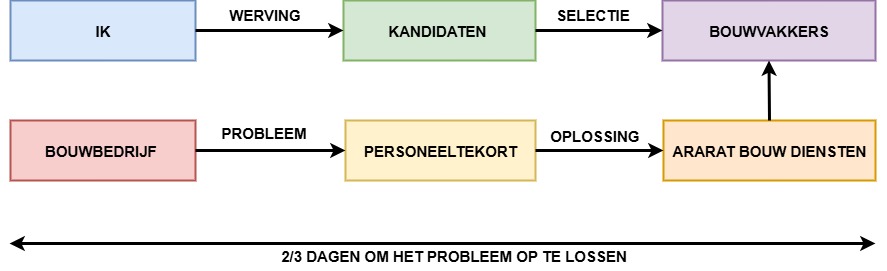 WERVING
SELECTIE
IK
KANDIDATEN
BOUWVAKKERS
PROBLEEM
OPLOSSING
BOUWBEDRIJF
PERSONEELTEKORT
ARARAT BOUW DIENSTEN
2/3 DAGEN OM HET PROBLEEM OP TE LOSSEN